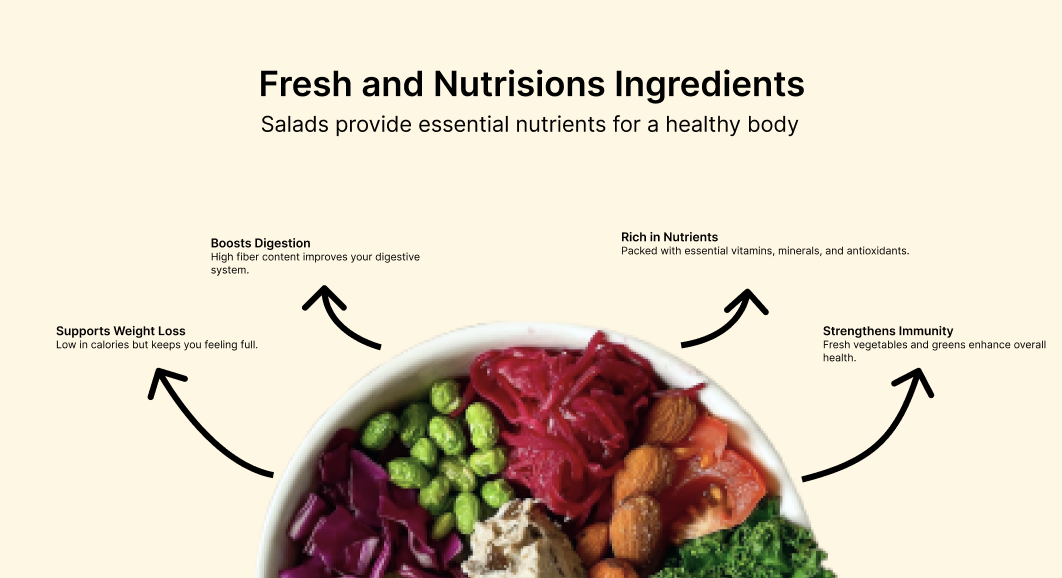 Fresh and Nutrisions Ingredients
Salads provide essential nutrients for a healthy body
Boosts Digestion
High fiber content improves your digestive
system.
Rich in Nutrients
Packed with essential vitamins, minerals, and antioxidants.
Supports Weight Loss
Low in calories but keeps you feeling full.
Strengthens Immunity
Fresh vegetables and greens enhance overall
health.